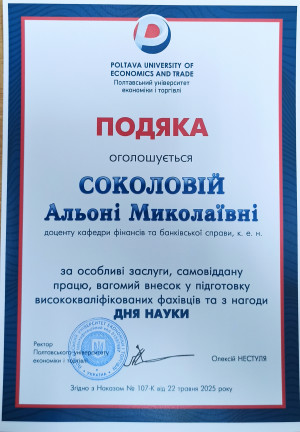 POLTAVA UNIVERSITY OF
ECONOMICS AND TRADE
Полтавський університет
економіки і торгівлі
ПОДЯКА
оголошується
СОКОЛОВІЙ
Альоні Миколаївні
доценту кафедри фінансів та банківської справи, к. е. н.
за особливі заслуги, самовіддану
працю, вагомий внесок у підготовку
висококваліфікованих фахівців та з нагоди
ДНЯ НАУКИ
Ректор
Полтавського університету
економіки і торгівлі
Олексій НЕСТУЛЯ
Згідно з Наказом № 107-К від 22 травня 2025 року